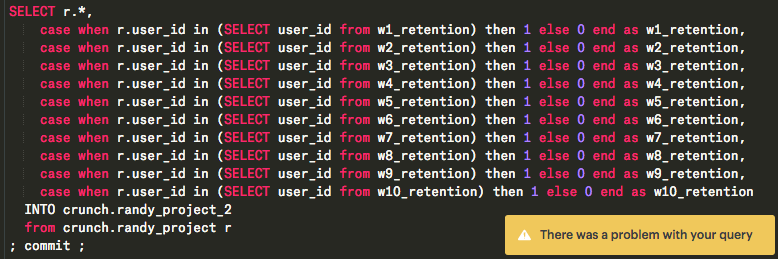 SELECT r.*,
case when r.user_id in (SELECT user_id from w1_retention) then 1 else 0 end as w1_retention,
case when r.user_id in (SELECT user_id from w2_retention) then 1 else 0 end as w2_retention,
case when r.user_id in (SELECT user_id from w3_retention) then 1 else 0 end as w3_retention,
case when r.user_id in (SELECT user_id from w4_retention) then 1 else 0 end as w4_retention,
case when r.user_id in (SELECT user_id from w5_retention) then 1 else 0 end as w5_retention,
case when r.user_id in (SELECT user_id from w6_retention) then 1 else 0 end as w6_retention,
case when r.user_id in (SELECT user_id from w7_retention) then 1 else 0 end as w7_retention,
case when r.user_id in (SELECT user_id from w8_retention) then 1 else 0 end as w8_retention,
case when r.user_id in (SELECT user_id from w9_retention) then 1 else 0 end as w9_retention,
case when r.user_id in (SELECT user_id from w10_retention) then 1 else 0 end as w10_retention
INTO crunch.randy_project_2
from crunch.randy_project r
; commit ;
There was a problem with your query